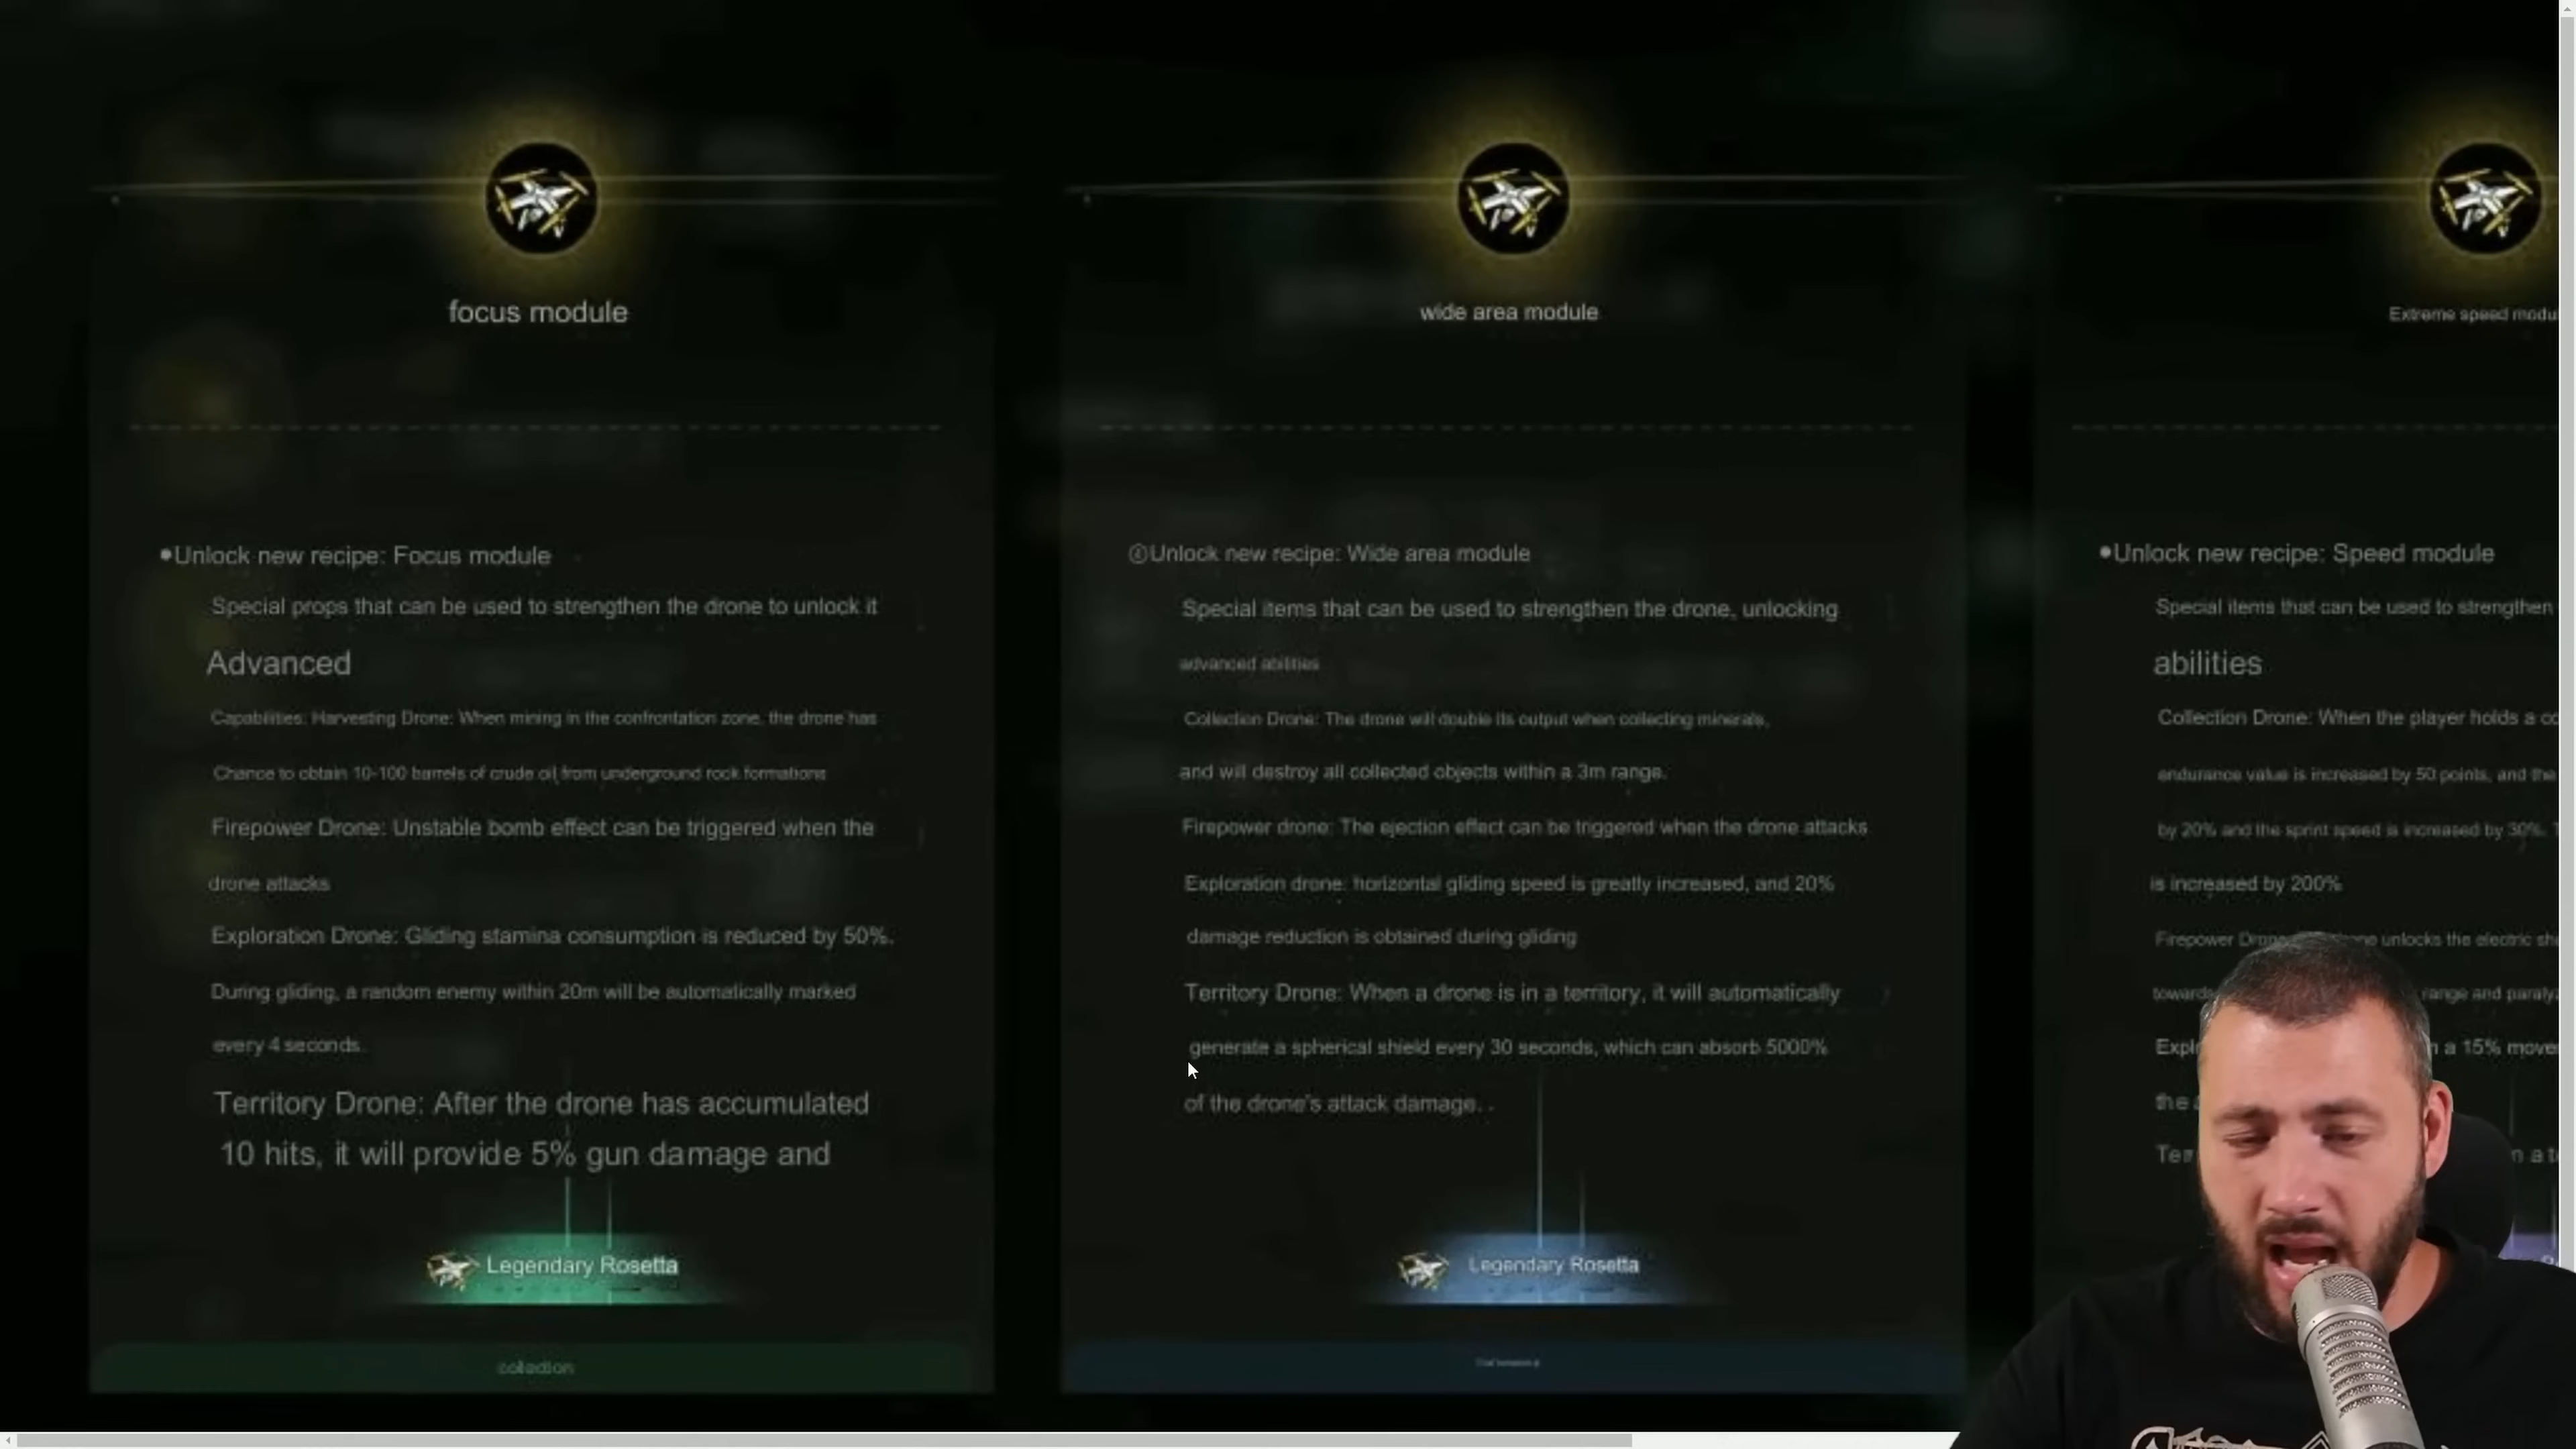 focus module
●Unlock new recipe: Focus module
Special props that can be used to strengthen the drone to unlock it
Advanced
Capabilities: Harvesting Drone: When mining in the confrontation zone, the drone has
Chance to obtain 10-100 barrels of crude oil from underground rock formations
Firepower Drone: Unstable bomb effect can be triggered when the
drone attacks
Exploration Drone: Gliding stamina consumption is reduced by 50%.
During gliding, a random enemy within 20m will be automatically marked
every 4 seconds.
Territory Drone: After the drone has accumulated
10 hits, it will provide 5% gun damage and
Legendary Rosetta
collection
wide area module
④Unlock new recipe: Wide area module
Special items that can be used to strengthen the drone, unlocking
advanced abilities
Collection Drone: The drone will double its output when collecting minerals,
and will destroy all collected objects within a 3m range.
Firepower drone: The ejection effect can be triggered when the drone attacks
Exploration drone: horizontal gliding speed is greatly increased, and 20%
damage reduction is obtained during gliding
Territory Drone: When a drone is in a territory, it will automatically
generate a spherical shield every 30 seconds, which can absorb 5000%
of the drone's attack damage. .
Legendary Rosetta
Extreme speed modu
●Unlock new recipe: Speed module
Special items that can be used to strengthen
abilities
Collection Drone: When the player holds a co
endurance value is increased by 50 points, and the
by 20% and the sprint speed is increased by 30%.
is increased by 200%
Firepower unlocks the electric
towards range and
Expl a 15%
the